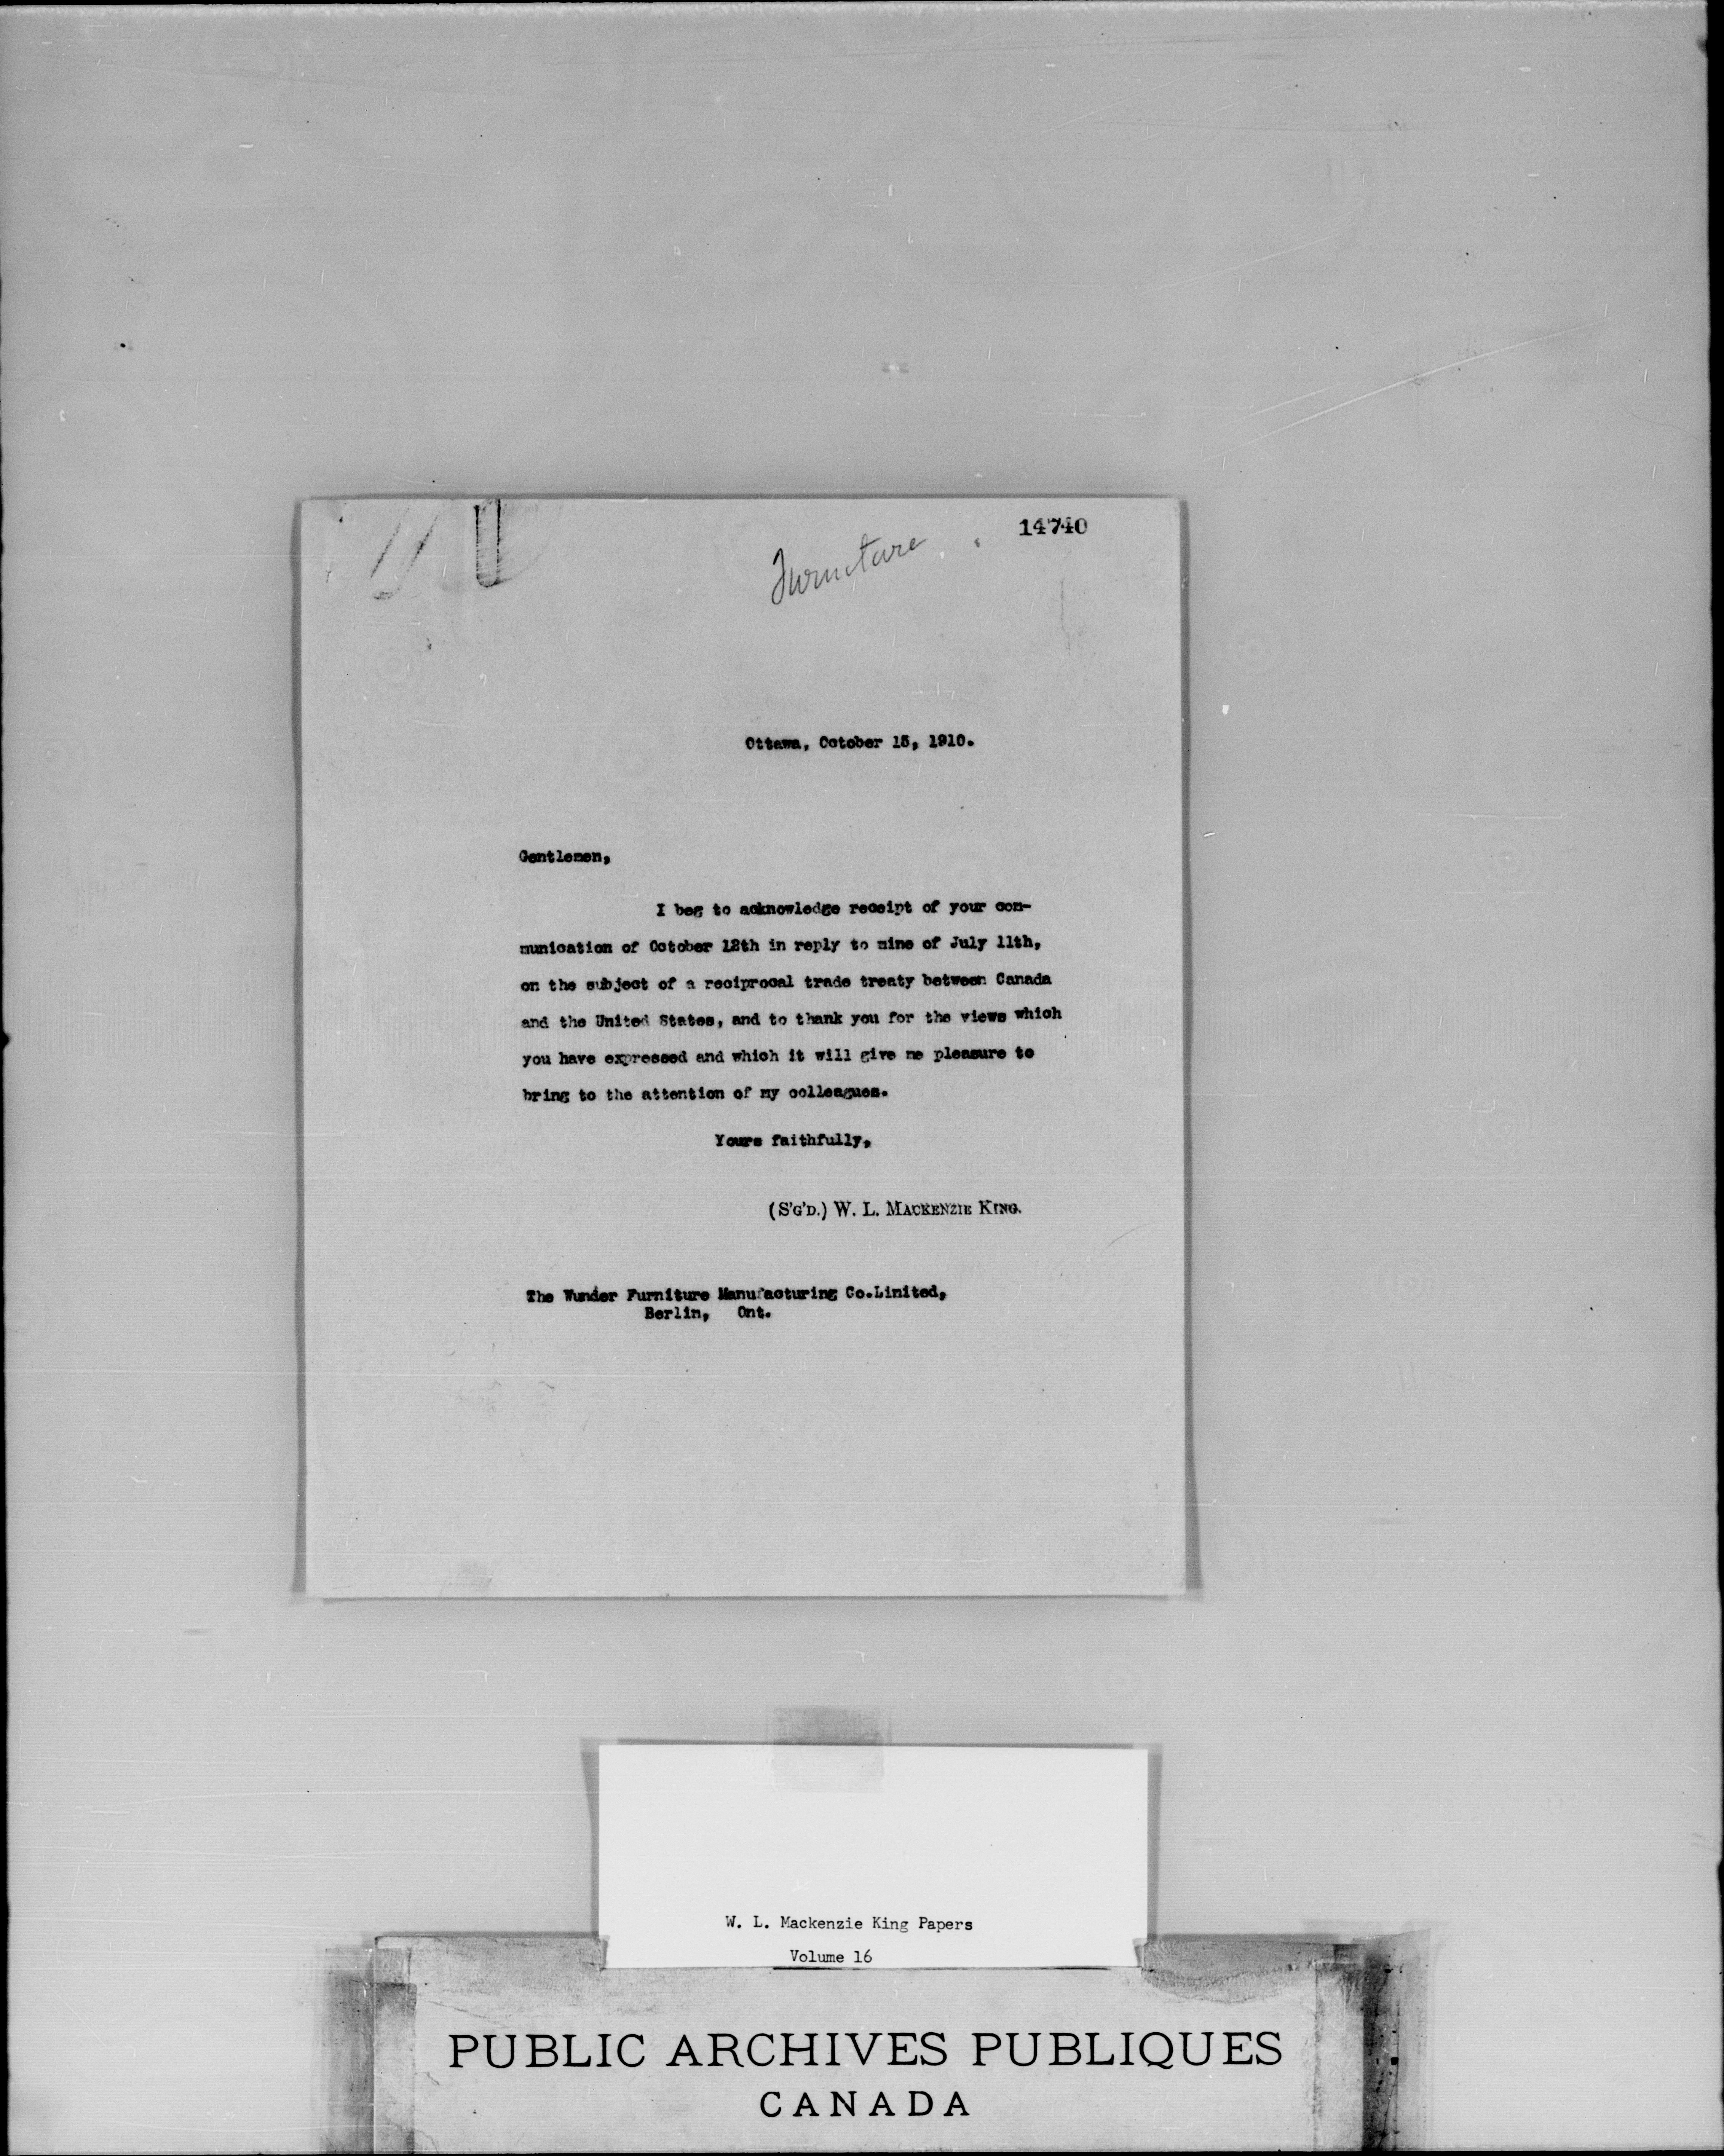 14740
Furniture
Ottawa, October 15, 1910.
Gentlemen,
I beg to acknowledge receipt of your com-
munication of October 12th in reply to mine of July 11th,
on the subject of a reciprocal trade treaty between Canada
and the United States, and to thank you for the views which
you have expressed and which it will give me pleasure to
bring to the attention of my colleagues.
Yours faithfully,
(S'G'D.) W. L. MACKENZIE KING.
The Wunder Furniture Manufacturing Co.Limited,
Berlin, Ont.
W. L. Mackenzie King Papers
Volume 16
PUBLIC ARCHIVES PUBLIQUES
CANADA